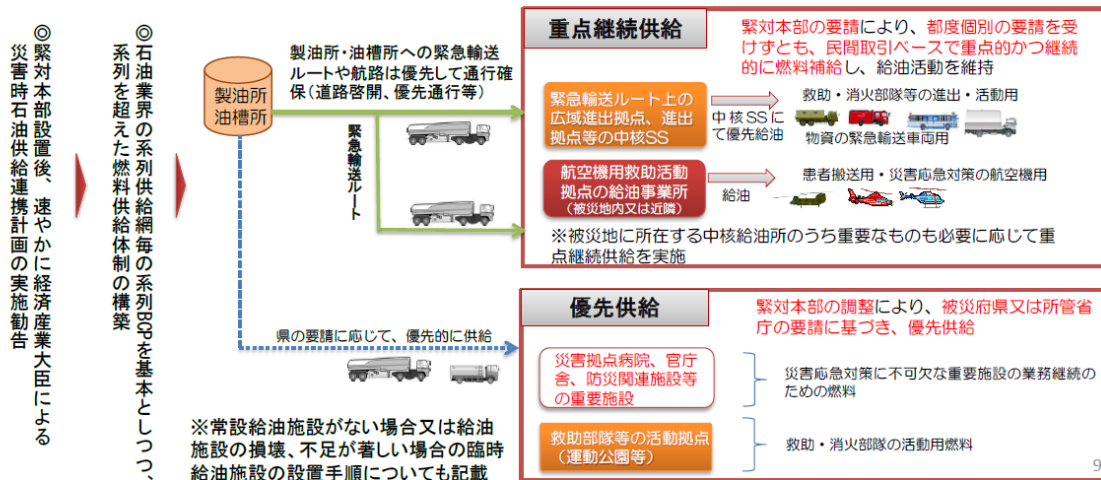 ◎緊対本部設置後、速やかに経済産業大臣による
災害時石油供給連携計画の実施勧告
◎石油業界の系列供給網毎の系列BCPを基本としつつ、
系列を超えた燃料供給体制の構築
製油所
油槽所
製油所・油槽所への緊急輸送
ルートや航路は優先して通行確
保(道路啓開、優先通行等)
緊急輸送ルート
県の要請に応じて、優先的に供給
※常設給油施設がない場合又は給油
施設の損壊、不足が著しい場合の臨時
給油施設の設置手順についても記載
重点継続供給
緊対本部の要請により、都度個別の要請を受
けずとも、民間取引ベースで重点的かつ継続
的に燃料補給し、給油活動を維持
緊急輸送ルート上の
広域進出拠点、進出
拠点等の中核SS
中核SSに
て優先給油
救助・消火部隊等の進出・活動用
物資の緊急輸送車両用
航空機用救助活動
拠点の給油事業所
(被災地内又は近隣)
給油
患者搬送用・災害応急対策の航空機用
※被災地に所在する中核給油所のうち重要なものも必要に応じて重
点継続供給を実施
優先供給
緊対本部の調整により、被災府県又は所管省
庁の要請に基づき、優先供給
災害拠点病院、官庁
舎、防災関連施設等
の重要施設
災害応急対策に不可欠な重要施設の業務継続の
ための燃料
救助部隊等の活動拠点
(運動公園等)
救助・消火部隊の活動用燃料
9